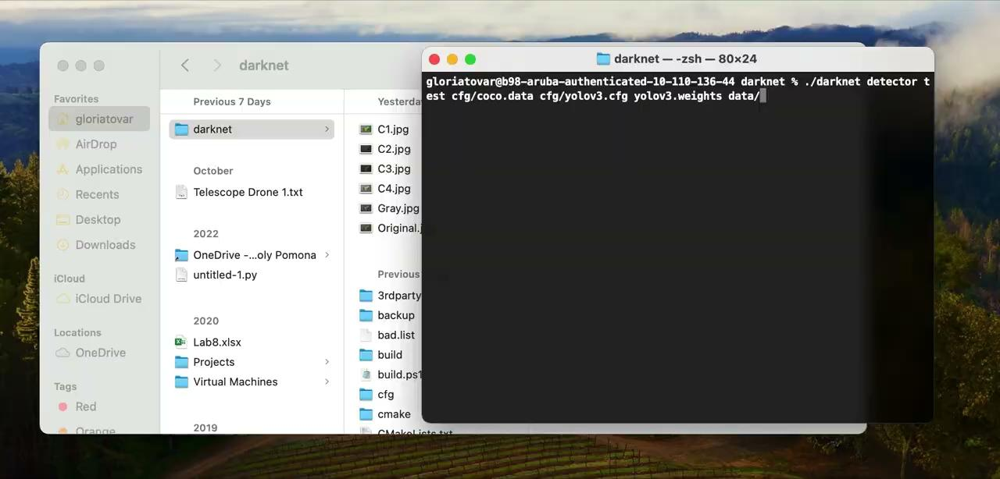 darknet
Favorites
gloriatovar
AirDrop
Applications
Recents
Desktop
Downloads
iCloud
iCloud Drive
Locations
OneDrive
Tags
Red
Orange
Previous 7 Days
darknet
October
Telescope Drone 1.txt
2022
OneDrive -...oly Pomona
untitled-1.py
2020
Lab8.xlsx
Projects
Virtual Machines
2019
Yesterda
C1.jpg
C2.jpg
C3.jpg
C4.jpg
Gray.jpg
Original.j
Previous
3rdparty
backup
bad.list
build
build.ps1
cfg
cmake
CMakeLists.txt
darknet — -zsh — 80×24
gloriatovar@b98-aruba-authenticated-10-110-136-44 darknet % ./darknet detector t
est cfg/coco.data cfg/yolov3.cfg yolov3.weights data/